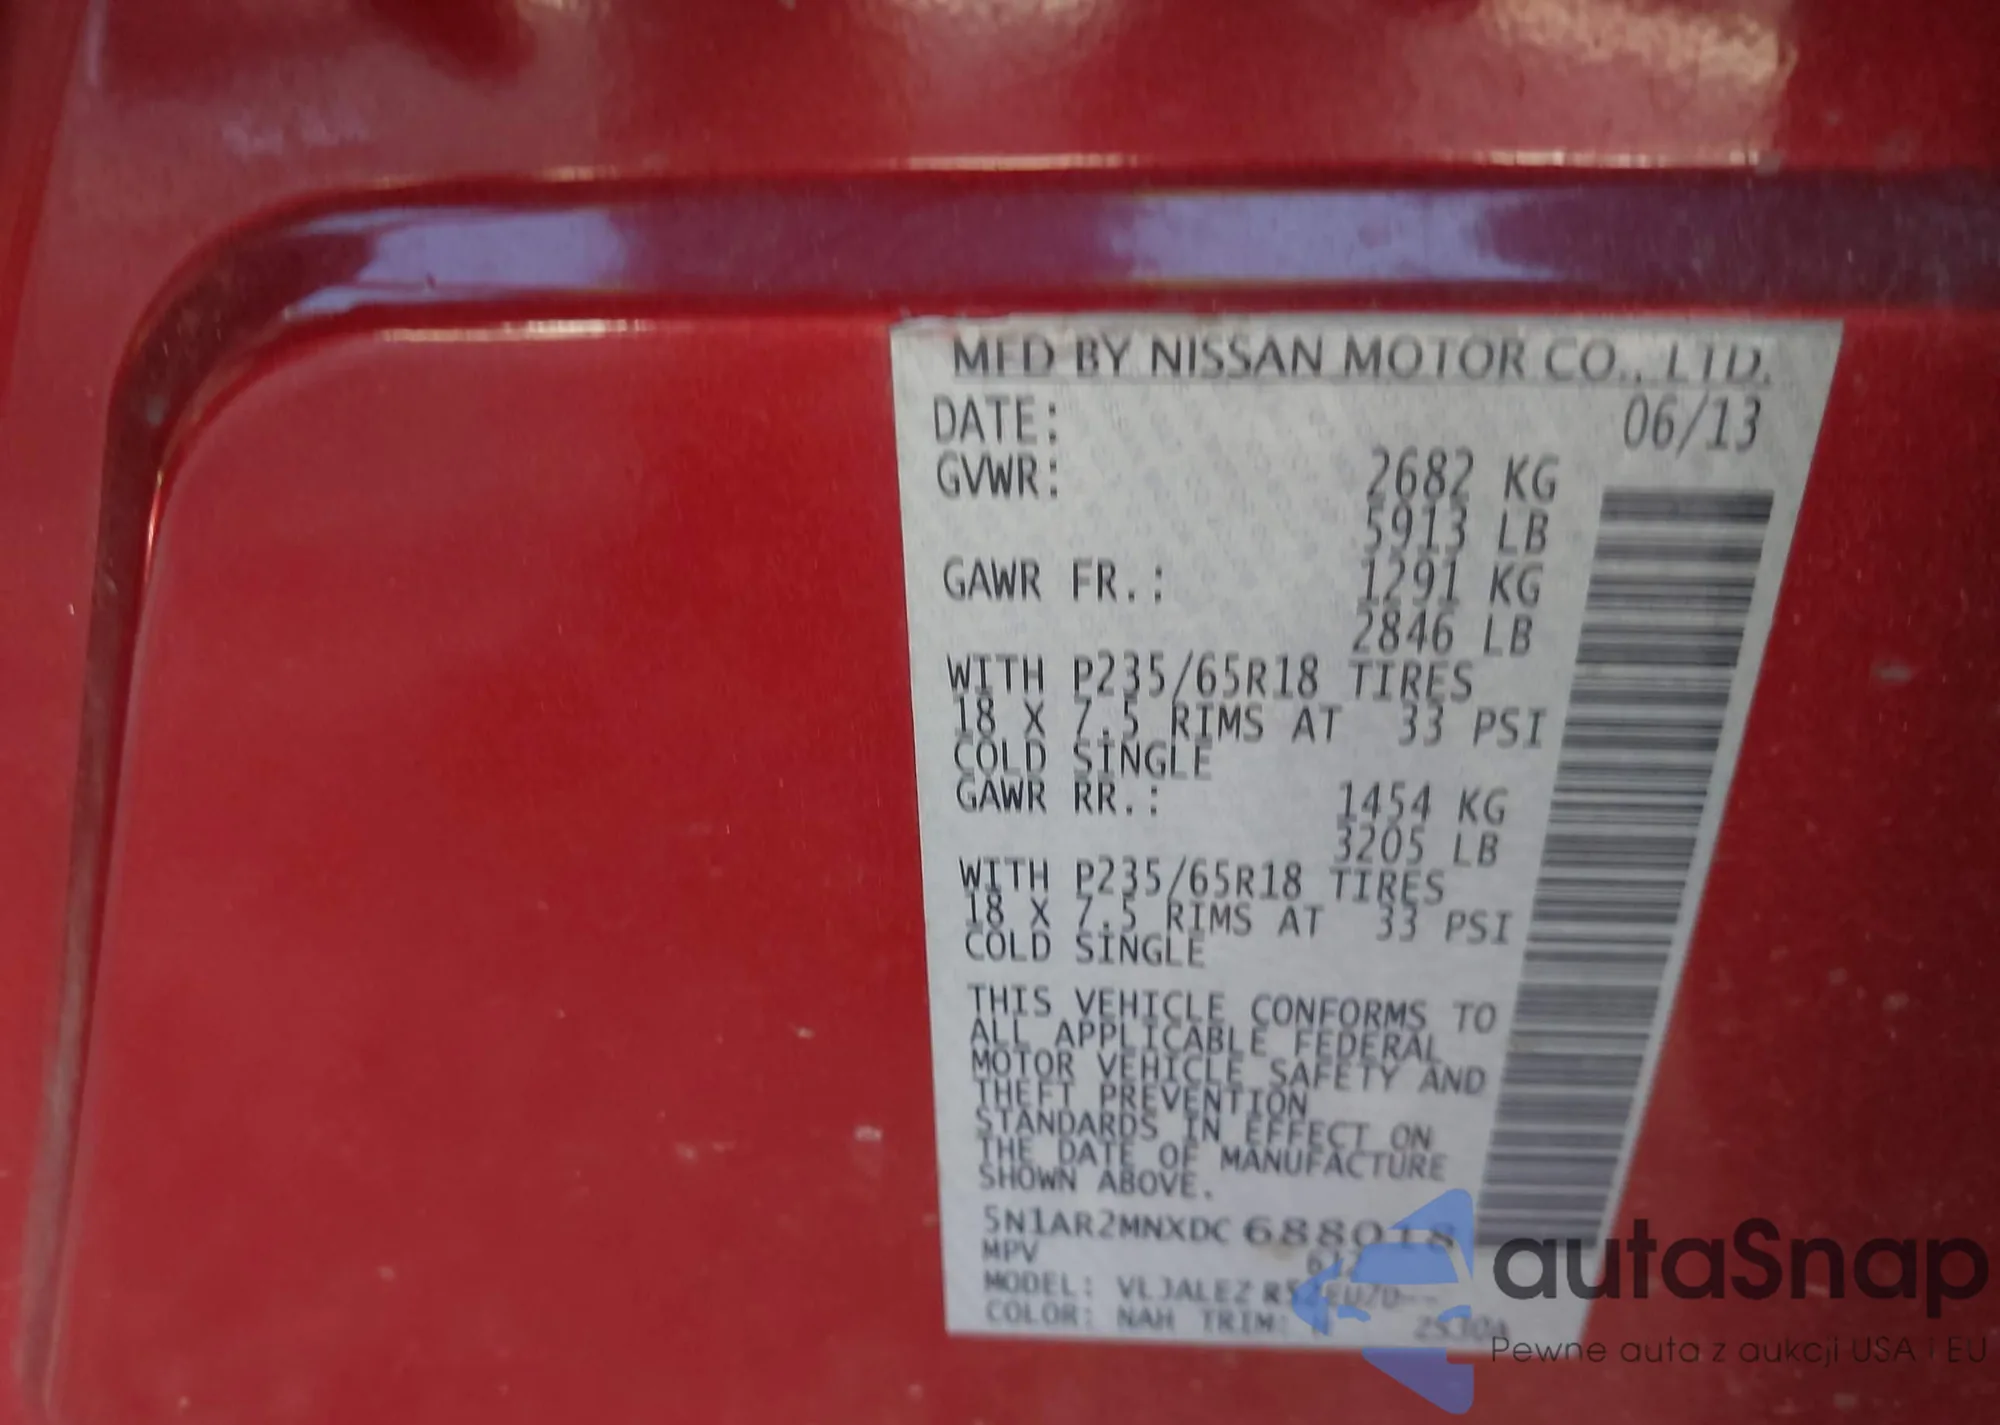 MFD BY NISSAN MOTOR CO., LTD.
DATE: 06/13
GVWR: 2682 KG
5913 LB
GAWR FR.: 1291 KG
2846 LB
WITH P235/65R18 TIRES
18 X 7.5 RIMS AT 33 PSI
COLD SINGLE
GAWR RR.: 1454 KG
3205 LB
WITH P235/65R18 TIRES
18 X 7.5 RIMS AT 33 PSI
COLD SINGLE
THIS VEHICLE CONFORMS TO
ALL APPLICABLE FEDERAL
MOTOR VEHICLE SAFETY AND
THEFT PREVENTION
STANDARDS IN EFFECT ON
THE DATE OF MANUFACTURE
SHOWN ABOVE.
5N1AR2MNXDC 688018
MPV
MODEL: VLJALEZ
COLOR: NAH TRIM:
autaSnap
Pewne auta z aukcji USA i EU